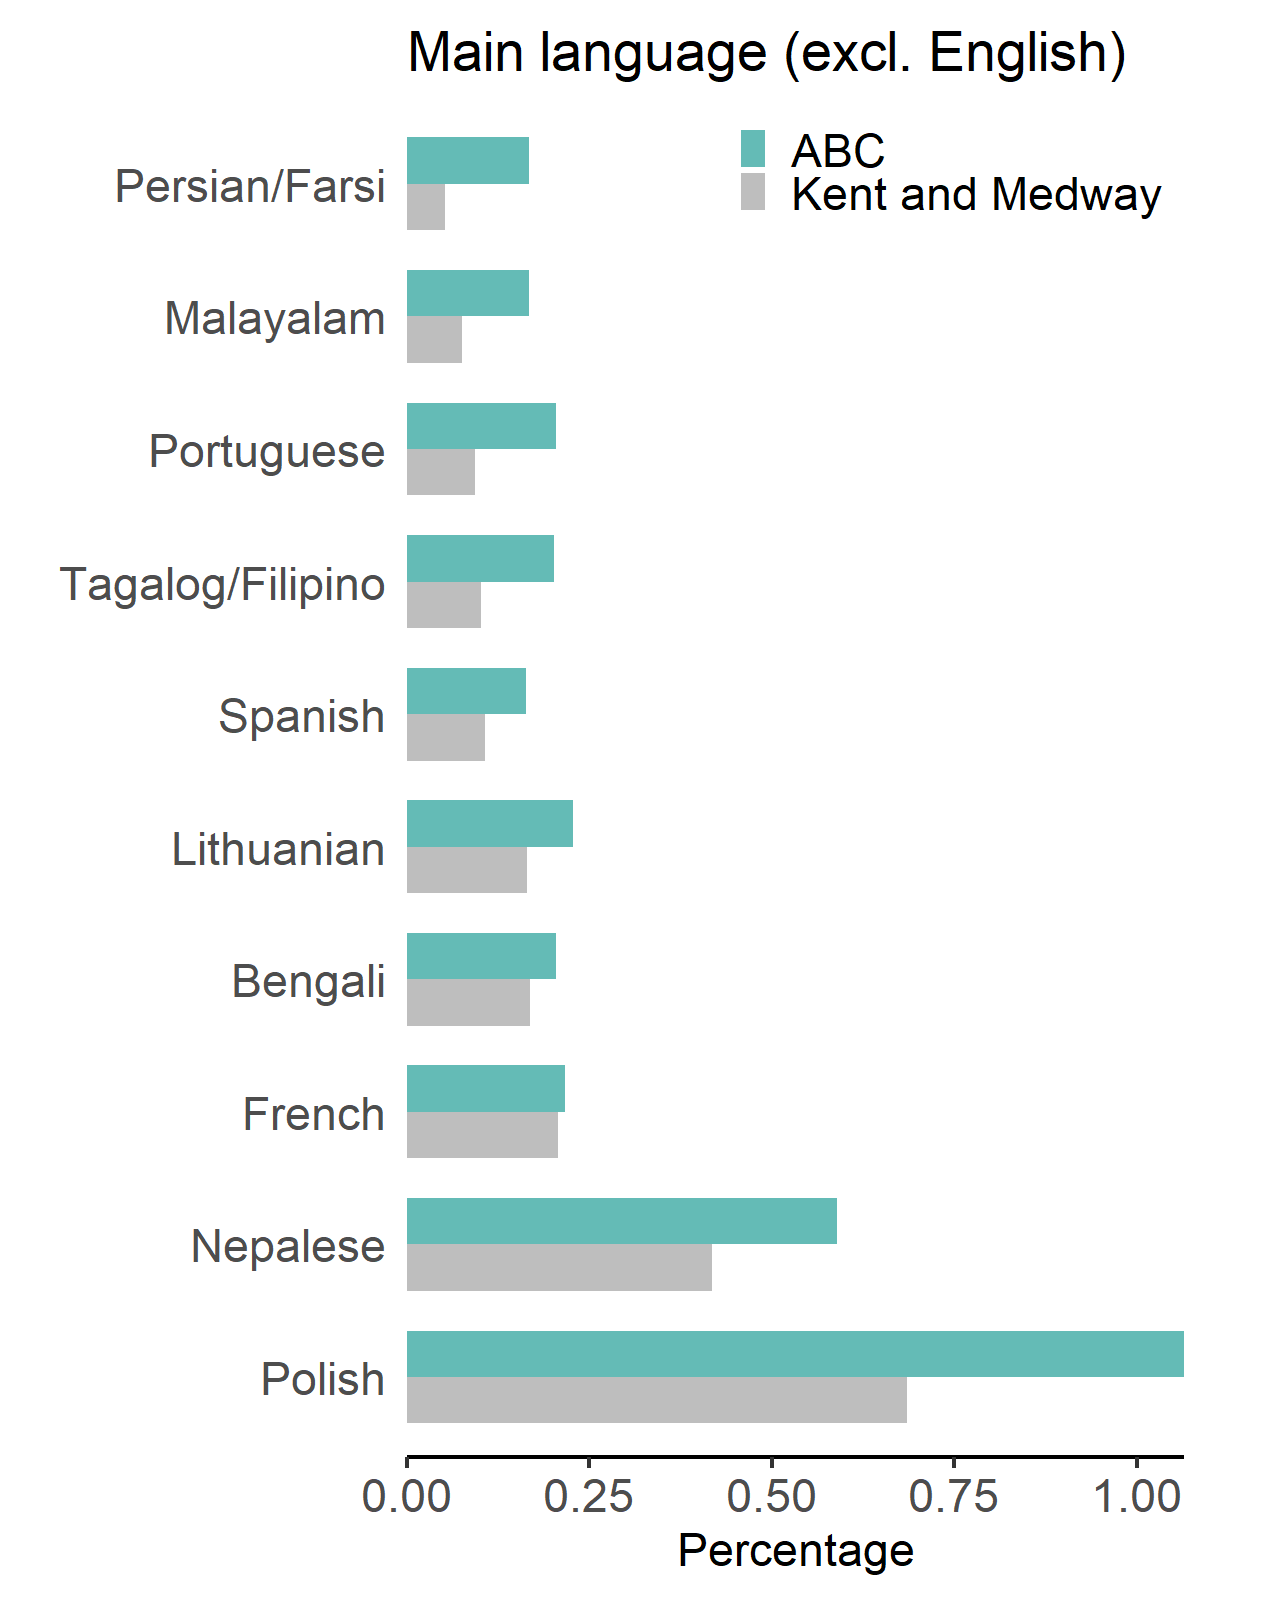 Main language (excl. English)
ABC
Kent and Medway
Persian/Farsi
Malayalam
Portuguese
Tagalog/Filipino
Spanish
Lithuanian
Bengali
French
Nepalese
Polish
0.00 0.25 0.50 0.75 1.00
Percentage